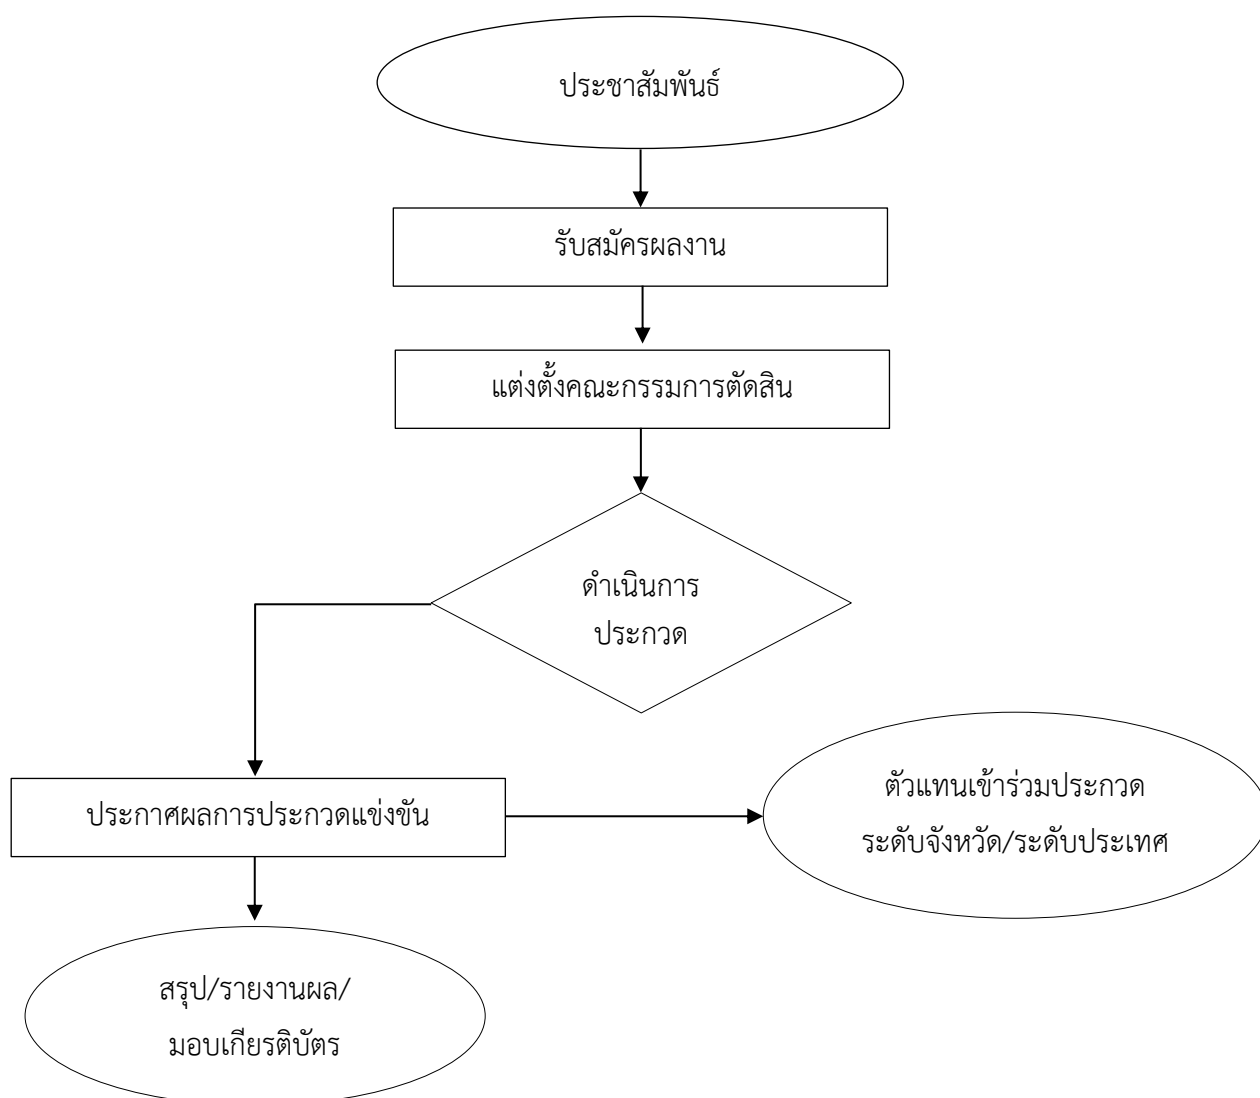 ประชาสัมพันธ์
รับสมัครผลงาน
แต่งตั้งคณะกรรมการตัดสิน
ดำเนินการ
ประกวด
ประกาศผลการประกวดแข่งขัน
ตัวแทนเข้าร่วมประกวด
ระดับจังหวัด/ระดับประเทศ
สรุป/รายงานผล/
มอบเกียรติบัตร